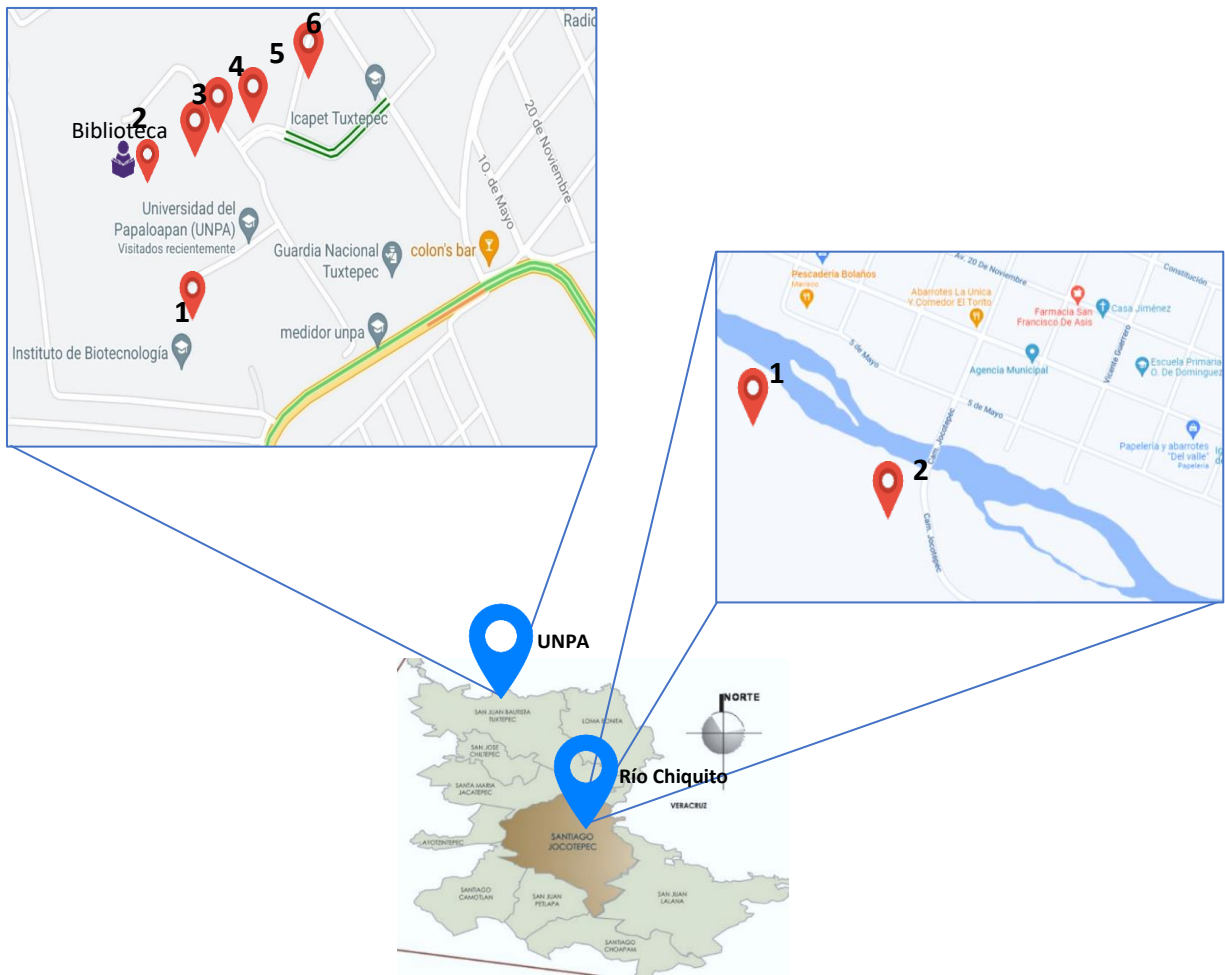 6
Radio
5
4
Icapet Tuxtepec
3
2
Biblioteca
20 de Noviembre
10. de Mayo
Universidad del
Papaloapan (UNPA)
Visitados recientemente
Guardia Nacional
Tuxtepec
colon's bar
1
medidor unpa
Instituto de Biotecnología
Pescadería Bolaños
Marisco
Av. 20 De Noviembre
Constitución
Abarrotes La Unica
Y Comedor El Torito
Farmacia San
Francisco De Asis
Casa Jiménez
5 de Mayo
Vicente Guerrero
Escuela Primaria
O. De Dominguez
Agencia Municipal
1
5 de Mayo
Cam. Jocotepec
Papelería y abarrotes
"Del valle"
Papelería
2
Cam. Jocotepec
UNPA
NORTE
SAN JUAN BAUTISTA
TUXTEPEC
LOMA BONITA
SAN JOSE
CHILTEPEC
Río Chiquito
SANTA MARIA
JACATEPEC
VERACRUZ
AYOTZINTEPEC
SANTIAGO
JOCOTEPEC
SANTIAGO
CAMOTLAN
SAN JUAN
PETLAPA
SAN JUAN
LALANA
SANTIAGO
CHOAPAM